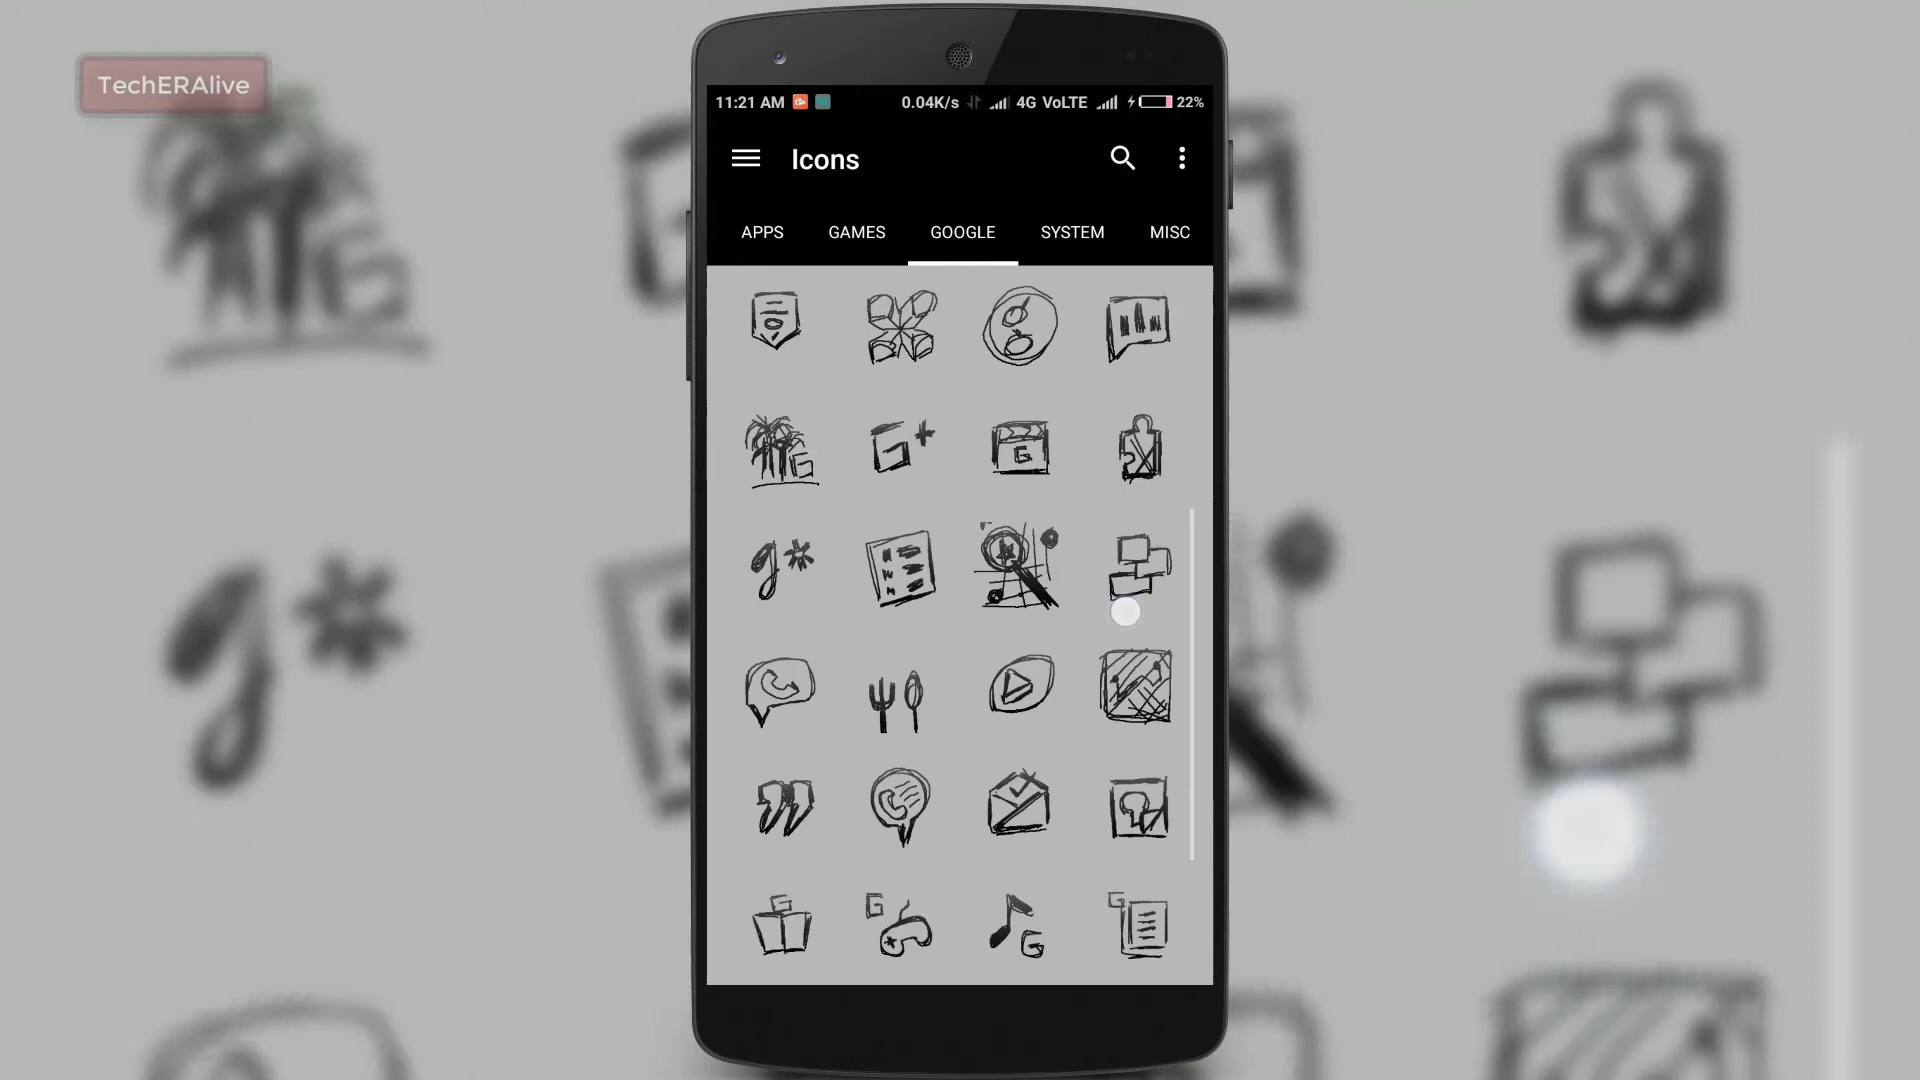 TechERAlive
11:21 AM 0.04K/s 4G VoLTE 22%
Icons
APPS GAMES GOOGLE SYSTEM MISC
G
G+
G
g*
G
G
G
G